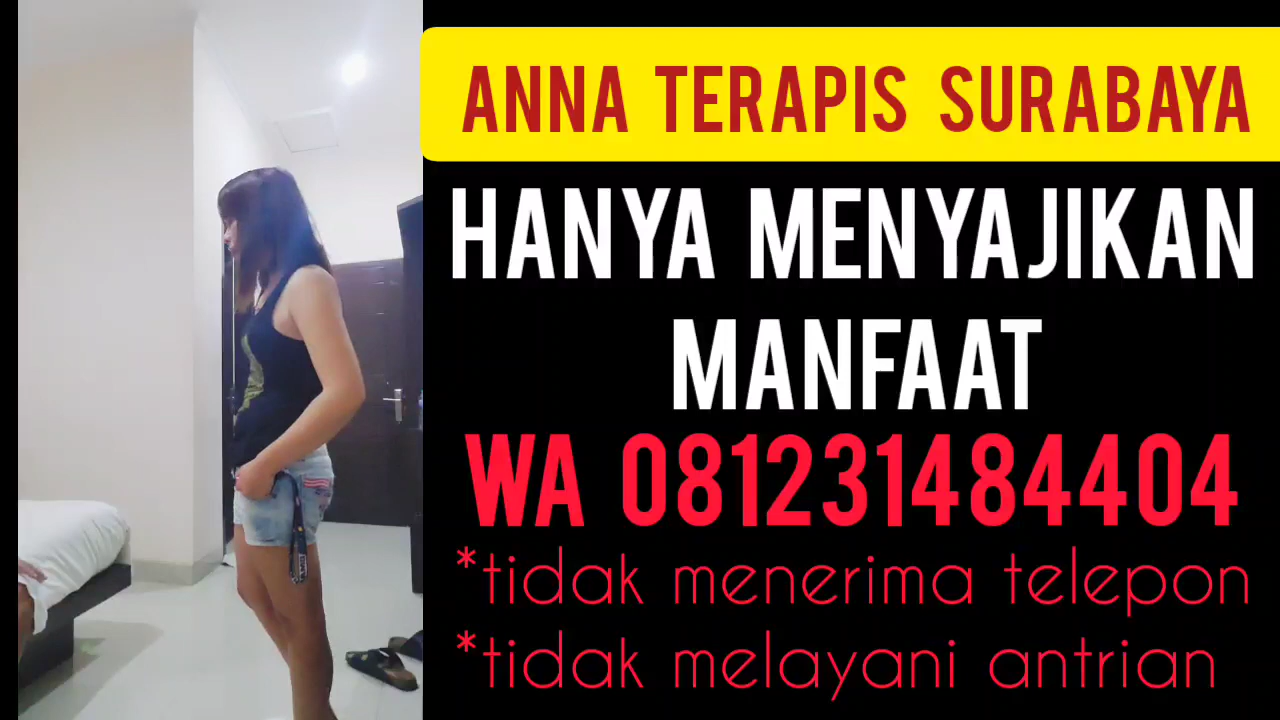 ANNA TERAPIS SURABAYA
HANYA MENYAJIKAN
MANFAAT
WA 081231484404
*tidak menerima telepon
*tidak melayani antrian